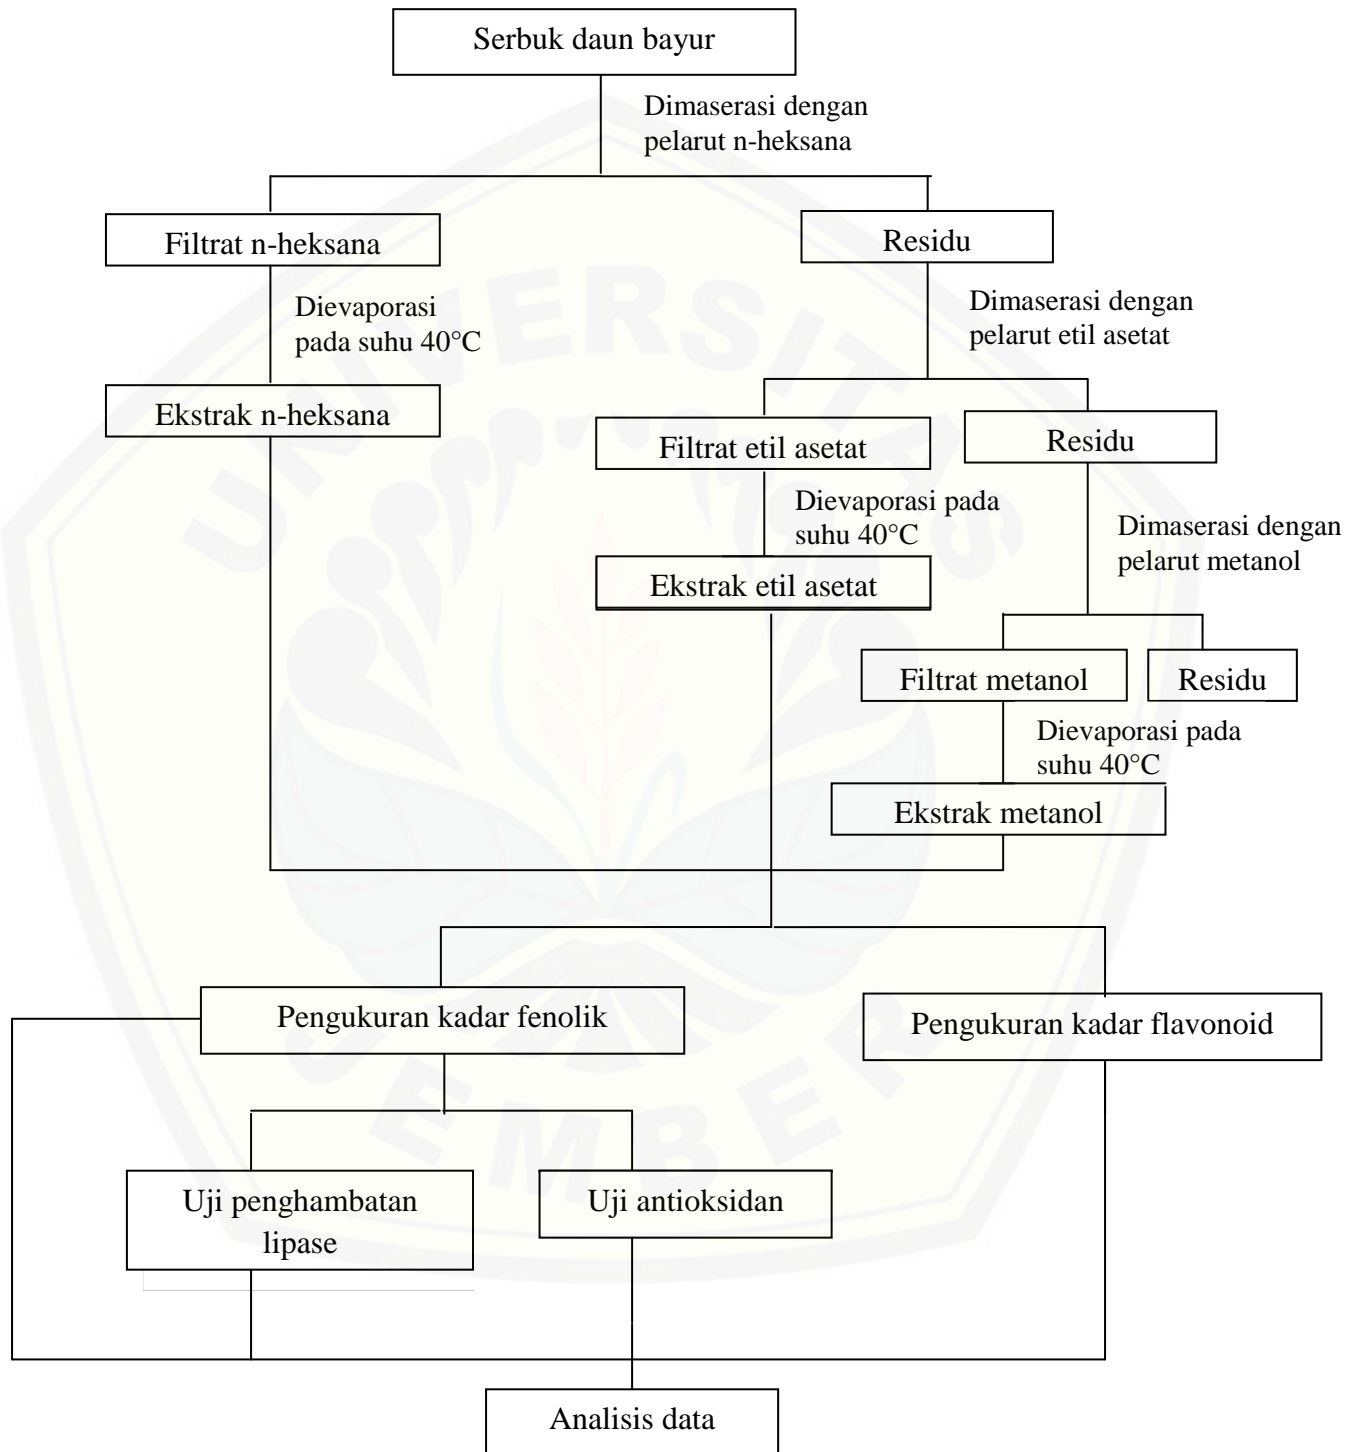 Serbuk daun bayur
Dimaserasi dengan
pelarut n-heksana
Filtrat n-heksana
Residu
Dievaporasi
pada suhu 40°C
Dimaserasi dengan
pelarut etil asetat
Ekstrak n-heksana
Filtrat etil asetat
Residu
Dievaporasi pada
suhu 40°C
Dimaserasi dengan
pelarut metanol
Ekstrak etil asetat
Filtrat metanol
Residu
Dievaporasi pada
suhu 40°C
Ekstrak metanol
Pengukuran kadar fenolik
Pengukuran kadar flavonoid
Uji penghambatan
lipase
Uji antioksidan
Analisis data
UNIVERSITAS
JEMBER